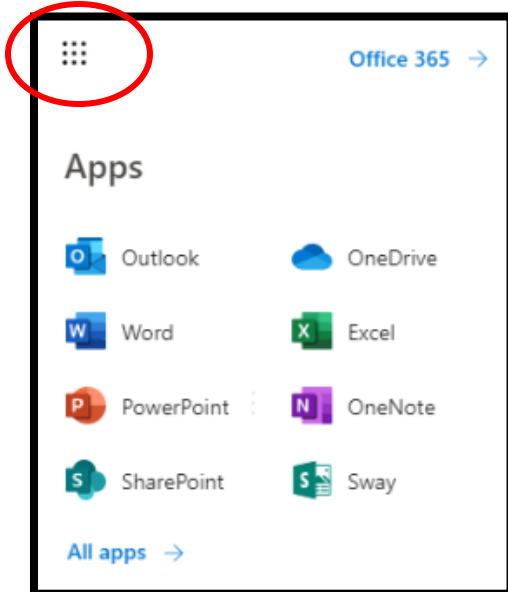 Office 365 →
Apps
Outlook OneDrive
Word Excel
PowerPoint OneNote
SharePoint Sway
All apps →